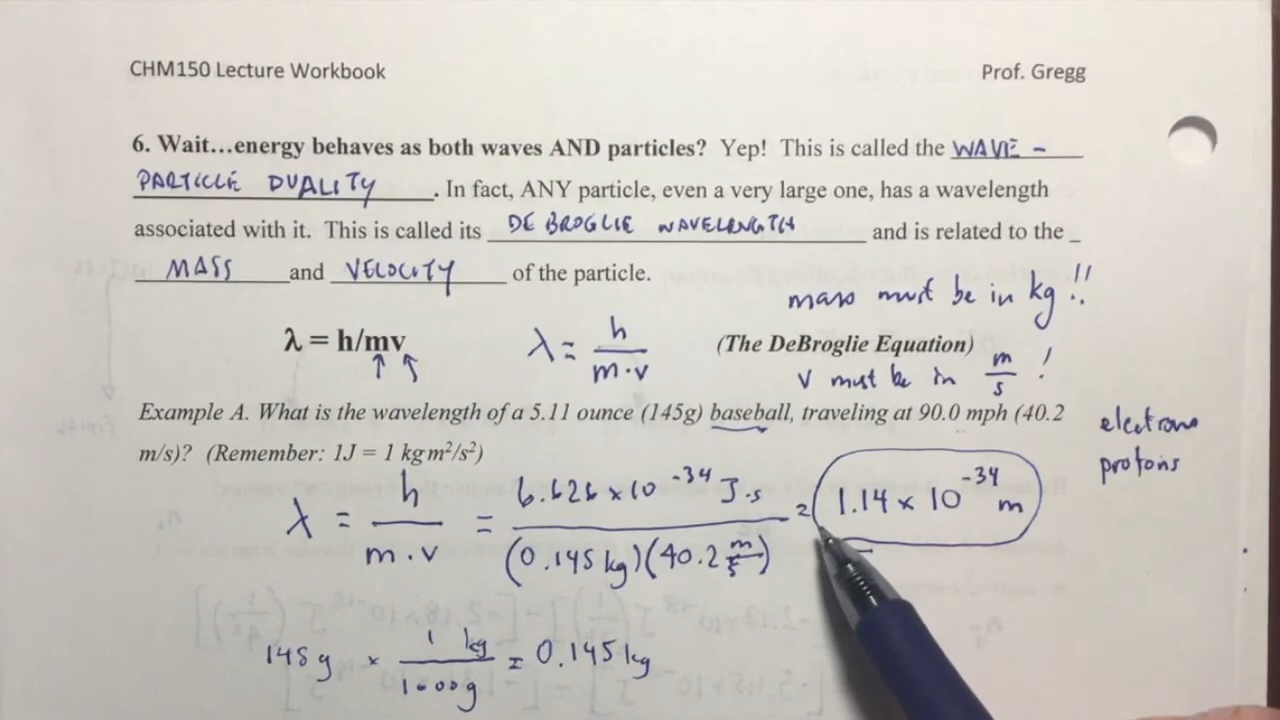 CHM150 Lecture Workbook Prof. Gregg
6. Wait…energy behaves as both waves AND particles? Yep! This is called the WAVE -
PARTICLE DUALITY. In fact, ANY particle, even a very large one, has a wavelength
associated with it. This is called its DE BROGLIE WAVELENGTH and is related to the _
MASS and VELOCITY of the particle.
mass must be in kg!!
λ = h/mv λ = h/m·v (The DeBroglie Equation)
v must be in m/s !
Example A. What is the wavelength of a 5.11 ounce (145g) baseball, traveling at 90.0 mph (40.2
m/s)? (Remember: 1J = 1 kgm²/s²)
electrons
protons
λ = h/m·v = 6.626 × 10⁻³⁴ J·s/(0.145 kg)(40.2 m/s) = 1.14 × 10⁻³⁴ m
145 g × 1 kg/1000g = 0.145 kg